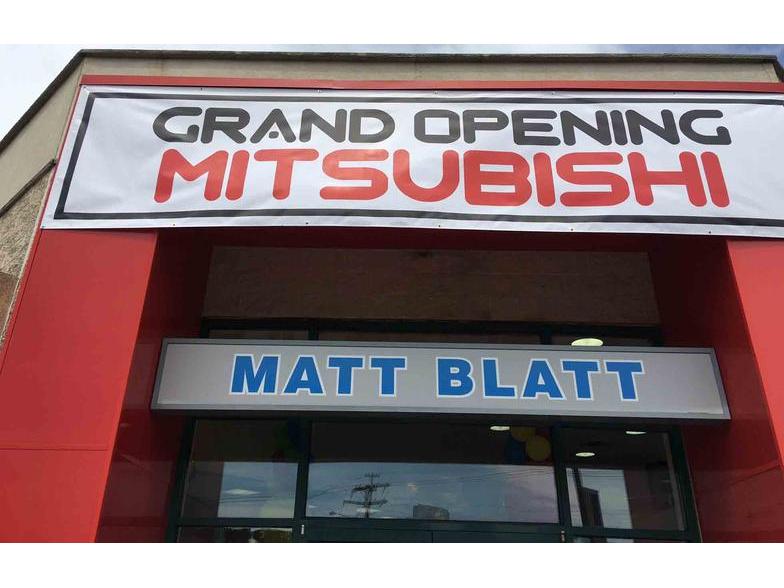 GRAND OPENING
MITSUBISHI
MATT BLATT